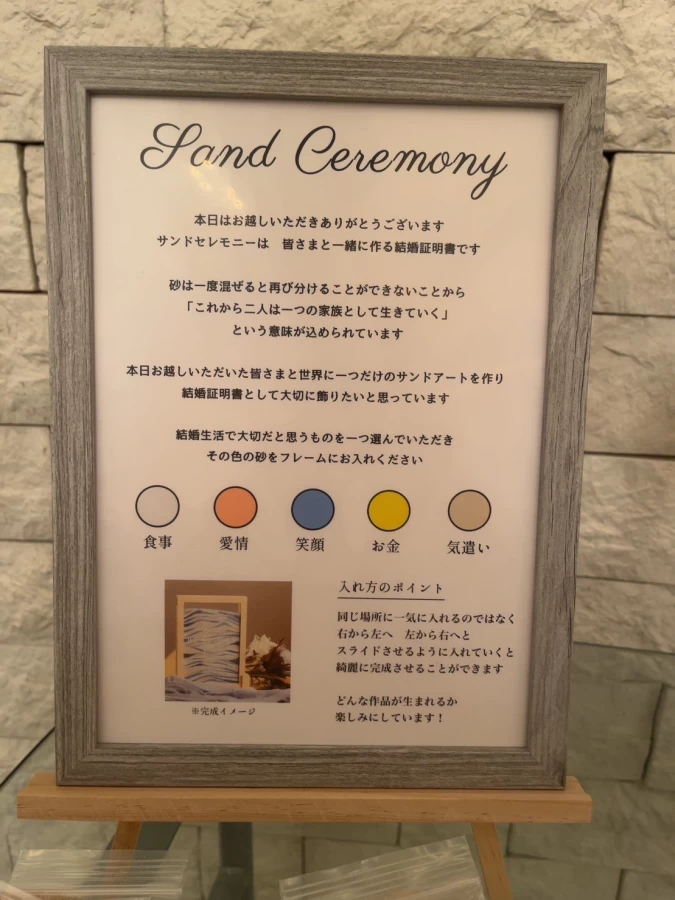 Sand Ceremony
本日はお越しいただきありがとうございます
サンドセレモニーは　皆さまと一緒に作る結婚証明書です
砂は一度混ぜると再び分けることができないことから
「これから二人は一つの家族として生きていく」
という意味が込められています
本日お越しいただいた皆さまと世界に一つだけのサンドアートを作り
結婚証明書として大切に飾りたいと思っています
結婚生活で大切だと思うものを一つ選んでいただき
その色の砂をフレームにお入れください
食事　愛情　笑顔　お金　気遣い
※完成イメージ
入れ方のポイント
同じ場所に一気に入れるのではなく
右から左へ　左から右へと
スライドさせるように入れていくと
綺麗に完成させることができます
どんな作品が生まれるか
楽しみにしています！